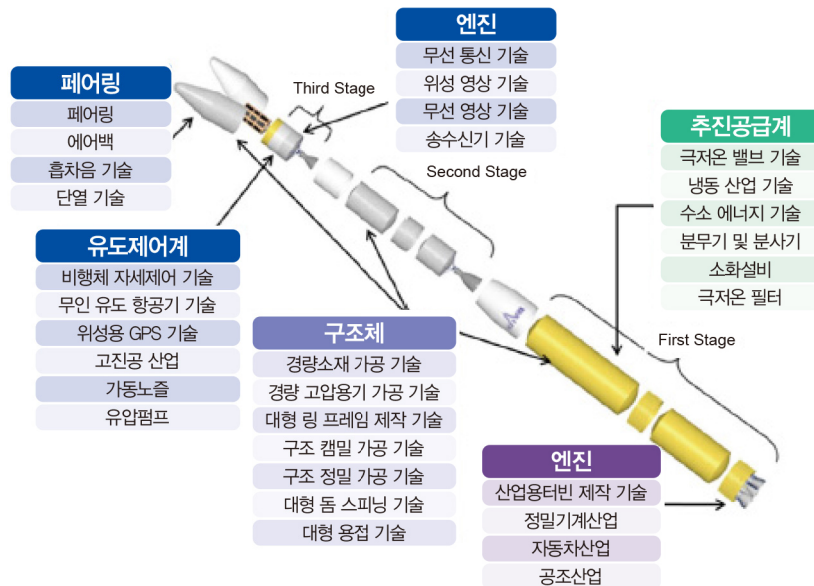 엔진
무선 통신 기술
위성 영상 기술
무선 영상 기술
송수신기 기술
Third Stage
페어링
페어링
에어백
흡차음 기술
단열 기술
추진공급계
극저온 밸브 기술
냉동 산업 기술
수소 에너지 기술
분무기 및 분사기
소화설비
극저온 필터
Second Stage
유도제어계
비행체 자세제어 기술
무인 유도 항공기 기술
위성용 GPS 기술
고진공 산업
가동노즐
유압펌프
구조체
경량소재 가공 기술
경량 고압용기 가공 기술
대형 링 프레임 제작 기술
구조 캠밀 가공 기술
구조 정밀 가공 기술
대형 돔 스피닝 기술
대형 용접 기술
First Stage
엔진
산업용터빈 제작 기술
정밀기계산업
자동차산업
공조산업